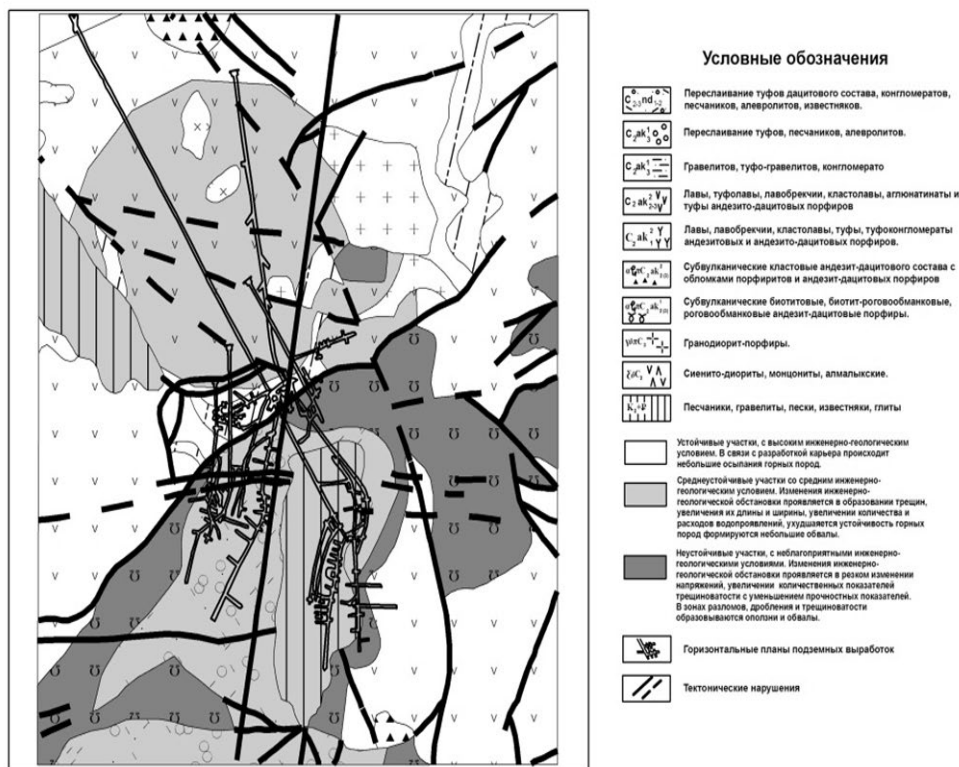 Условные обозначения
Переслаивание туфов дацитового состава, конгломератов,
песчаников, алевролитов, известняков.
Переслаивание туфов, песчаников, алевролитов.
Гравелитов, туфо-гравелитов, конгломерато
Лавы, туфолавы, лавобрекчии, кластолавы, аглюнатинаты и
туфы андезито-дацитовых порфиров
Лавы, лавобрекчии, кластолавы, туфы, туфоконгломераты
андезитовых и андезито-дацитовых порфиров.
Субвулканические кластовые андезит-дацитового состава с
обломками порфиритов и андезит-дацитовых порфиров
Субвулканические биотитовые, биотит-роговообманковые,
роговообманковые андезит-дацитовые порфиры.
Гранодиорит-порфиры.
Сиенито-диориты, монцониты, алмалыкские.
Песчаники, гравелиты, пески, известняки, глиты
Устойчивые участки, с высоким инженерно-геологическим
условием. В связи с разработкой карьера происходит
небольшие осыпания горных пород.
Среднеустойчивые участки со средним инженерно-
геологическим условием. Изменения инженерно-
геологической обстановки проявляется в образовании трещин,
увеличения их длины и ширины, увеличении количества и
расходов водопроявлений, ухудшаяется устойчивость горных
пород формируются небольшие обвалы.
Неустойчивые участки, с неблагоприятными инженерно-
геологическими условиями. Изменения инженерно-
геологической обстановки проявляется в резком изменении
напряжений, увеличении количественных показателей
трещиноватости с уменьшением прочностных показателей.
В зонах разломов, дробления и трещиноватости
образовываются оползни и обвалы.
Горизонтальные планы подземных выработок
Тектонические нарушения